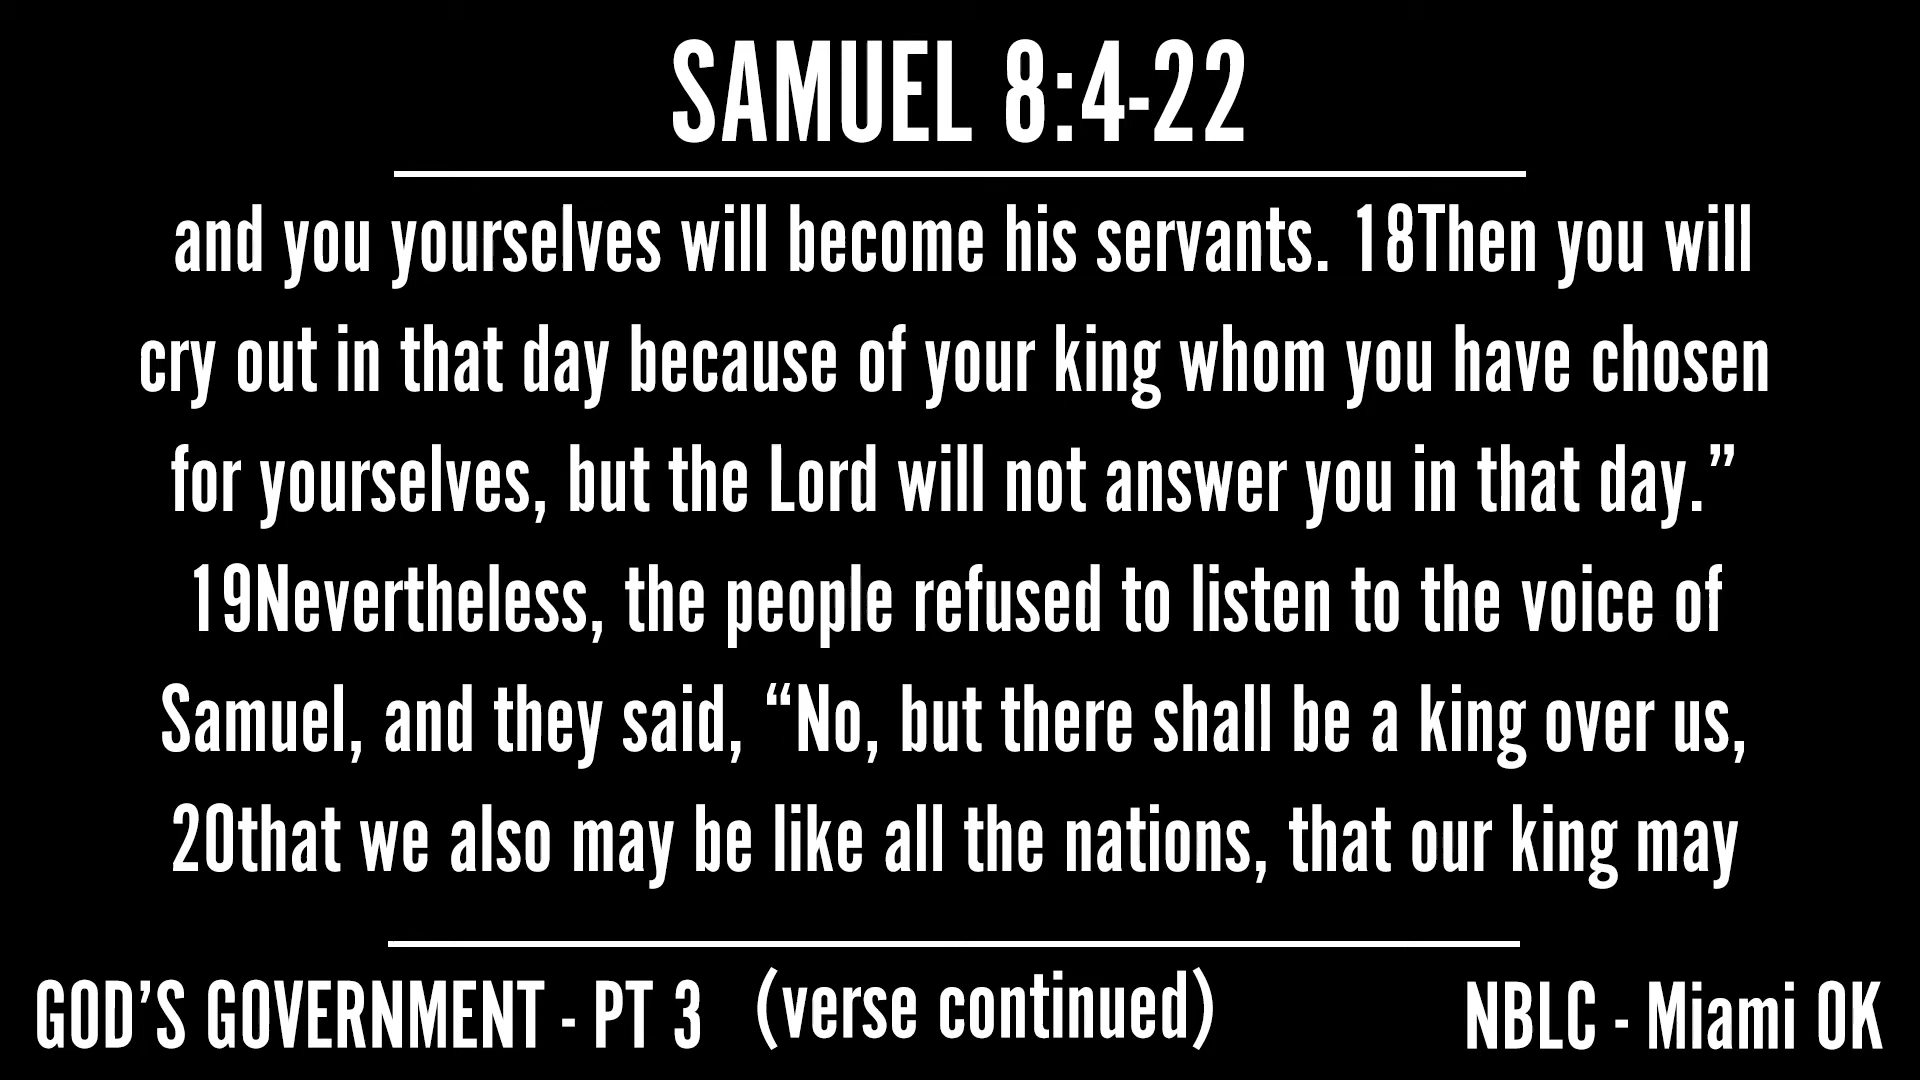 SAMUEL 8:4-22
and you yourselves will become his servants. 18Then you will
cry out in that day because of your king whom you have chosen
for yourselves, but the Lord will not answer you in that day.”
19Nevertheless, the people refused to listen to the voice of
Samuel, and they said, “No, but there shall be a king over us,
20that we also may be like all the nations, that our king may
GOD’S GOVERNMENT - PT 3 (verse continued) NBLC - Miami OK